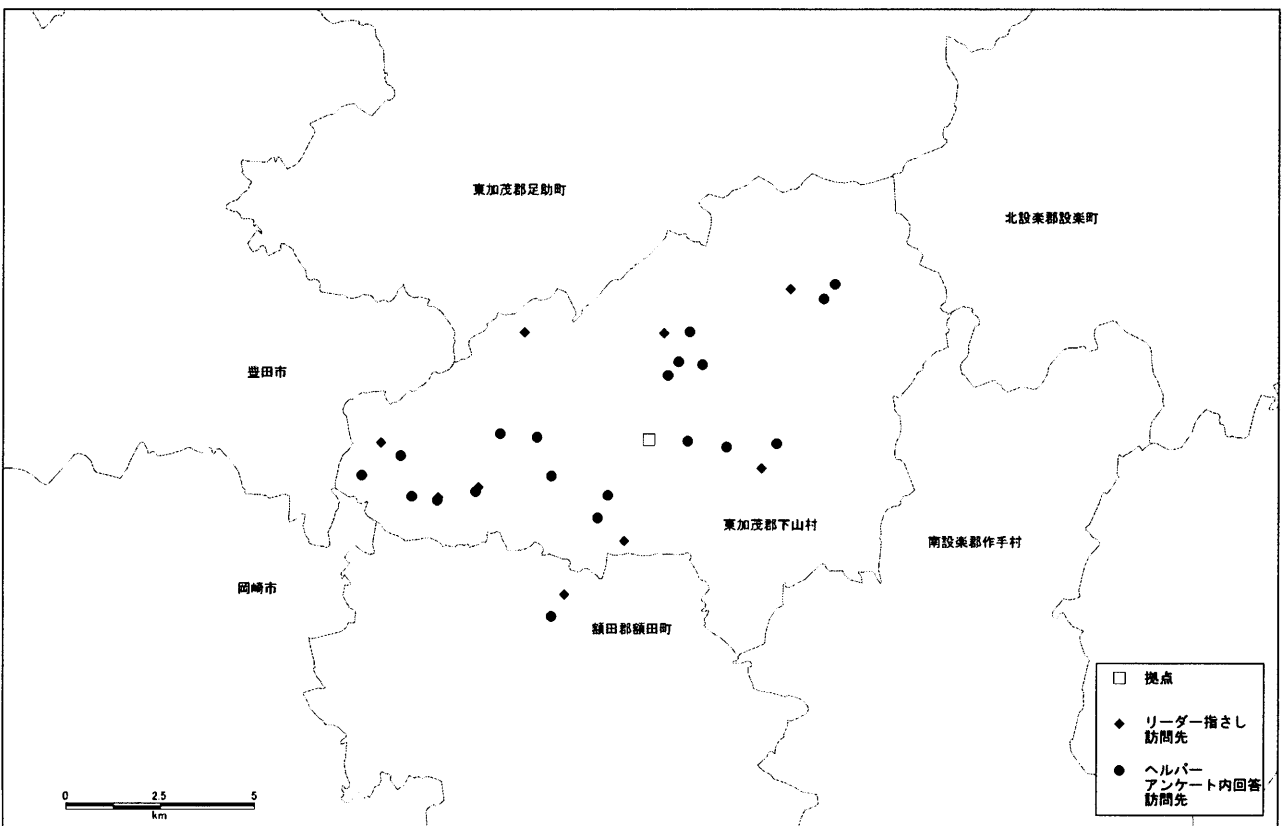 東加茂郡足助町
北設楽郡設楽町
豊田市
東加茂郡下山村
南設楽郡作手村
岡崎市
額田郡額田町
拠点
リーダー指さし
訪問先
ヘルパー
アンケート内回答
訪問先
0 2.5 5
km